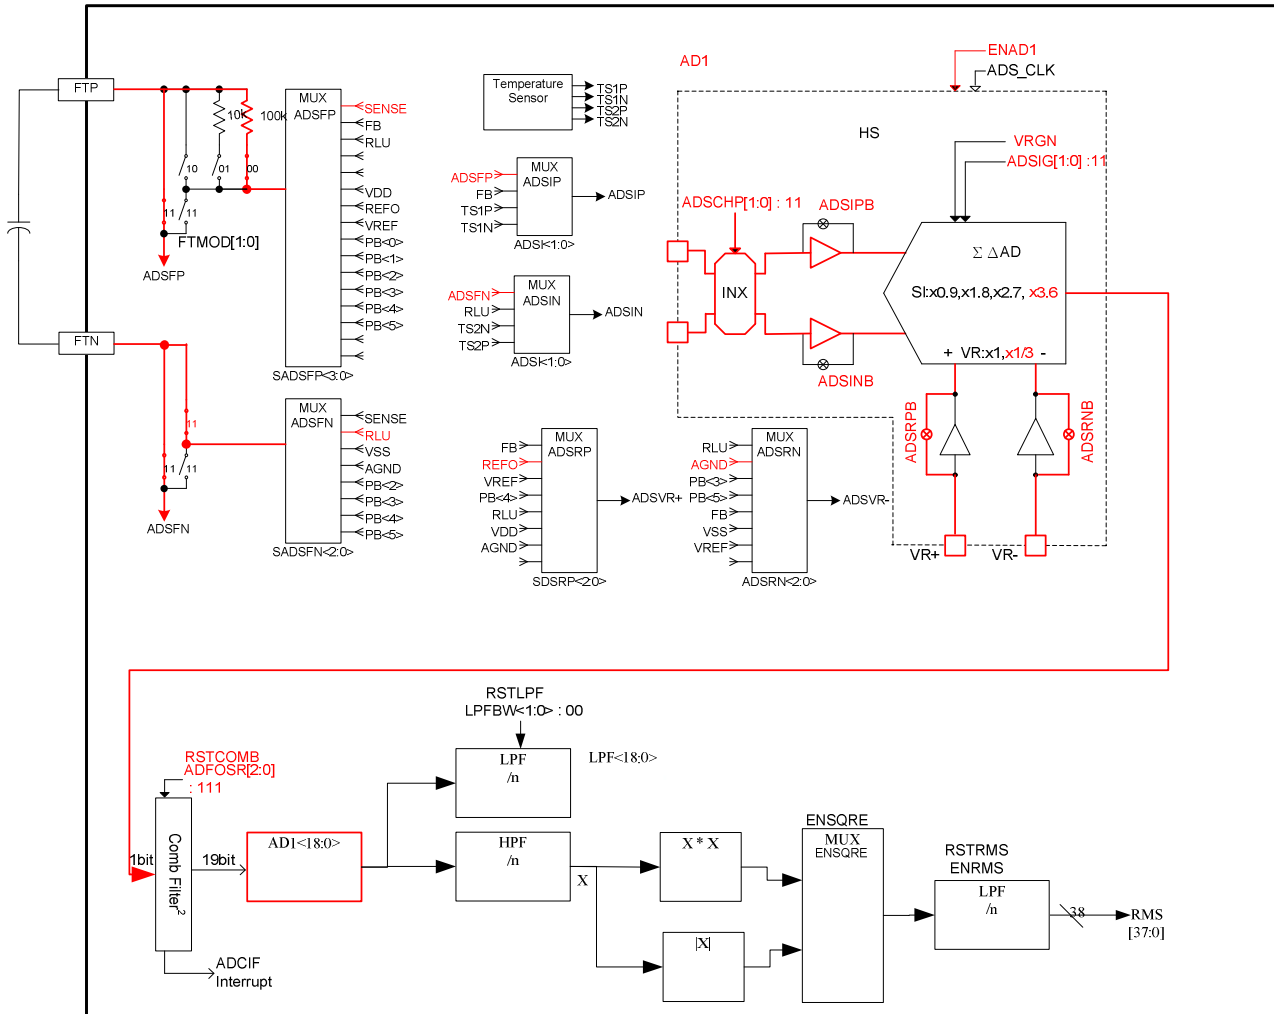 FTP
10k
100k
10
01
00
11
11
FTMOD[1:0]
ADSFP
MUX
ADSFP
SENSE
FB
RLU
VDD
REFO
VREF
PB<0>
PB<1>
PB<2>
PB<3>
PB<4>
PB<5>
SADSFP<3:0>
FTN
11
11
11
ADSFN
MUX
ADSFN
SENSE
RLU
VSS
AGND
PB<2>
PB<3>
PB<4>
PB<5>
SADSFN<2:0>
Temperature
Sensor
TS1P
TS1N
TS2P
TS2N
MUX
ADSIP
ADSFP
FB
TS1P
TS1N
ADSIP
ADSI<1:0>
MUX
ADSIN
ADSFN
RLU
TS2N
TS2P
ADSIN
ADSI<1:0>
MUX
ADSRP
FB
REFO
VREF
PB<4>
RLU
VDD
AGND
ADSVR+
SDSRP<2:0>
MUX
ADSRN
RLU
AGND
PB<3>
PB<5>
FB
VSS
VREF
ADSVR-
ADSRN<2:0>
AD1
ENAD1
ADS_CLK
HS
VRGN
ADSIG[1:0] :11
ADSCHP[1:0] : 11
ADSIPB
INX
ADSINB
Σ ΔAD
SI:x0.9,x1.8,x2.7, x3.6
+ VR:x1,x1/3 -
ADSRPB
ADSRNB
VR+
VR-
RSTLPF
LPFBW<1:0> : 00
LPF
/n
LPF<18:0>
RSTCOMB
ADFOSR[2:0]
: 111
1bit
Comb Filter²
19bit
AD1<18:0>
HPF
/n
X
X * X
|X|
ENSQRE
MUX
ENSQRE
RSTRMS
ENRMS
LPF
/n
38
RMS
[37:0]
ADCIF
Interrupt